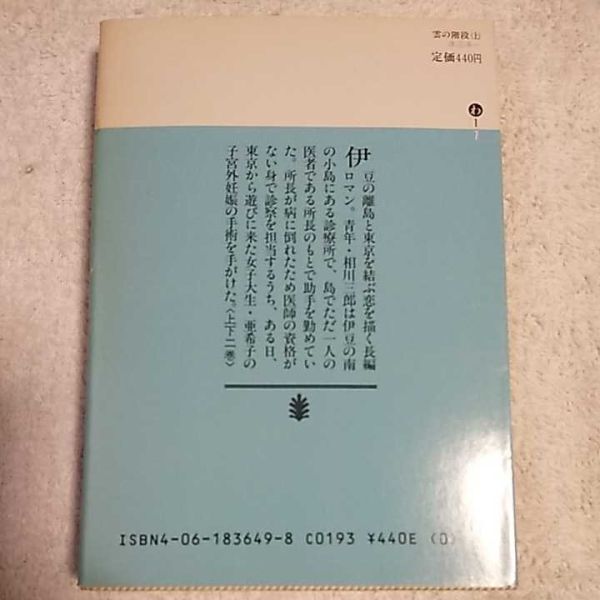 雲の階段(上)
定価440円
わ
1
7
伊豆の離島と東京を結ぶ恋を描く長編
ロマン。青年・相川三郎は伊豆の南
の小島にある診療所で、島でただ一人の
医者である所長のもとで助手を勤めてい
た。所長が病に倒れたため医師の資格が
ない身で診察を担当するうち、ある日、
東京から遊びに来た女子大生・亜希子の
子宮外妊娠の手術を手がけた。〈上下二巻〉
ISBN4-06-183649-8 C0193 ¥440E (0)